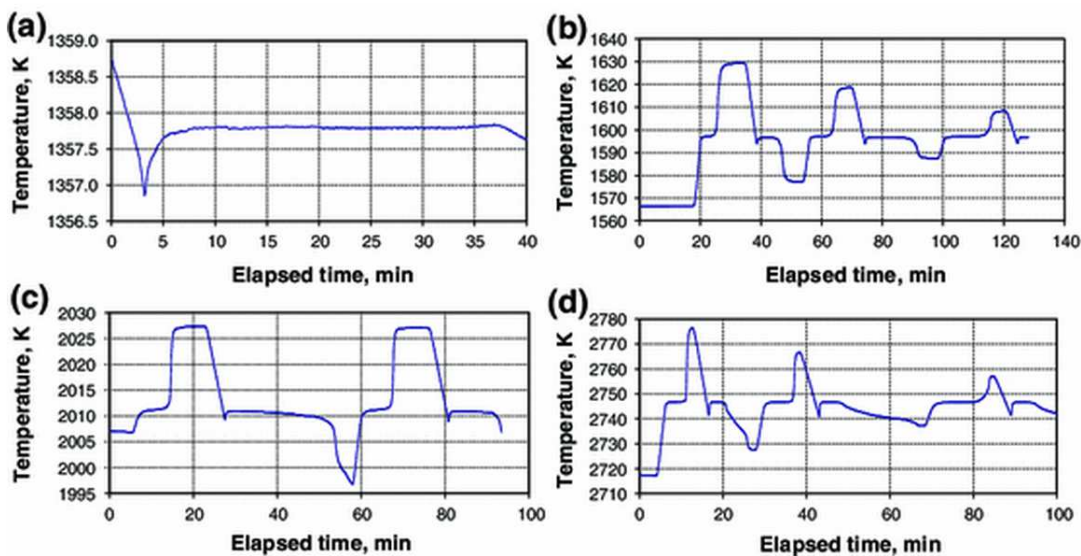 (a)
Temperature, K
1359.0
1358.5
1358.0
1357.5
1357.0
1356.5
0 5 10 15 20 25 30 35 40
Elapsed time, min
(b)
Temperature, K
1640
1630
1620
1610
1600
1590
1580
1570
1560
0 20 40 60 80 100 120 140
Elapsed time, min
(c)
Temperature, K
2030
2025
2020
2015
2010
2005
2000
1995
0 20 40 60 80 100
Elapsed time, min
(d)
Temperature, K
2780
2770
2760
2750
2740
2730
2720
2710
0 20 40 60 80 100
Elapsed time, min